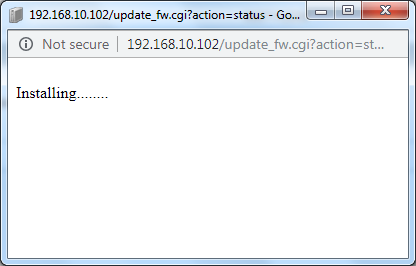 192.168.10.102/update_fw.cgi?action=status - Go...
Not secure | 192.168.10.102/update_fw.cgi?action=st...
Installing........